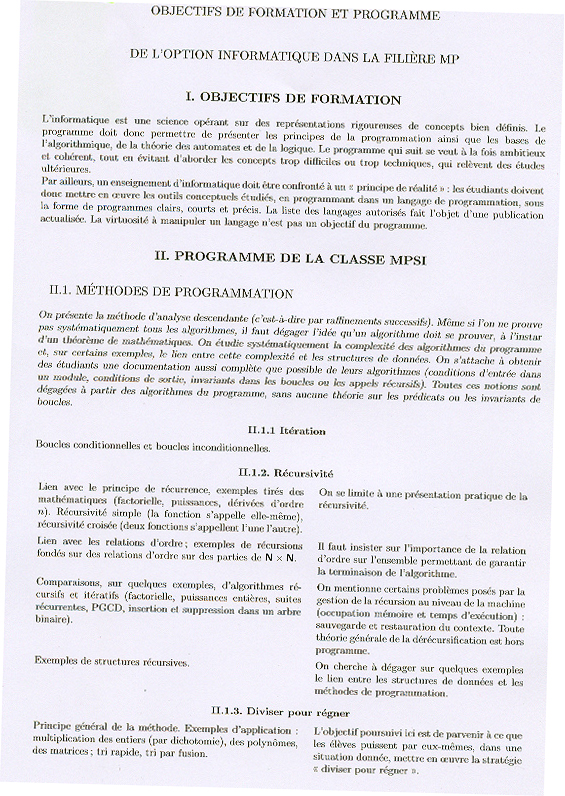 OBJECTIFS DE FORMATION ET PROGRAMME
DE L'OPTION INFORMATIQUE DANS LA FILIÈRE MP
I. OBJECTIFS DE FORMATION
L'informatique est une science opérant sur des représentations rigoureuses de concepts bien définis. Le
programme doit donc permettre de présenter les principes de la programmation ainsi que les bases de
l'algorithmique, de la théorie des automates et de la logique. Le programme qui suit se veut à la fois ambitieux
et cohérent, tout en évitant d'aborder les concepts trop difficiles ou trop techniques, qui relèvent des études
ultérieures.
Par ailleurs, un enseignement d'informatique doit être confronté à un « principe de réalité » : les étudiants doivent
donc mettre en œuvre les outils conceptuels étudiés, en programmant dans un langage de programmation, sous
la forme de programmes clairs, courts et précis. La liste des langages autorisés fait l'objet d'une publication
actualisée. La virtuosité à manipuler un langage n'est pas un objectif du programme.
II. PROGRAMME DE LA CLASSE MPSI
II.1. MÉTHODES DE PROGRAMMATION
On présente la méthode d'analyse descendante (c'est-à-dire par raffinements successifs). Même si l'on ne prouve
pas systématiquement tous les algorithmes, il faut dégager l'idée qu'un algorithme doit se prouver, à l'instar
d'un théorème de mathématiques. On étudie systématiquement la complexité des algorithmes du programme
et, sur certains exemples, le lien entre cette complexité et les structures de données. On s'attache à obtenir
des étudiants une documentation aussi complète que possible de leurs algorithmes (conditions d'entrée dans
un module, conditions de sortie, invariants dans les boucles ou les appels récursifs). Toutes ces notions sont
dégagées à partir des algorithmes du programme, sans aucune théorie sur les prédicats ou les invariants de
boucles.
II.1.1 Itération
Boucles conditionnelles et boucles inconditionnelles.
II.1.2. Récursivité
Lien avec le principe de récurrence, exemples tirés des
mathématiques (factorielle, puissances, dérivées d'ordre
n). Récursivité simple (la fonction s'appelle elle-même),
récursivité croisée (deux fonctions s'appellent l'une l'autre).
On se limite à une présentation pratique de la
récursivité.
Lien avec les relations d'ordre ; exemples de récursions
fondés sur des relations d'ordre sur des parties de N × N.
Il faut insister sur l'importance de la relation
d'ordre sur l'ensemble permettant de garantir
la terminaison de l'algorithme.
Comparaisons, sur quelques exemples, d'algorithmes ré-
cursifs et itératifs (factorielle, puissances entières, suites
récurrentes, PGCD, insertion et suppression dans un arbre
binaire).
On mentionne certains problèmes posés par la
gestion de la récursion au niveau de la machine
(occupation mémoire et temps d'exécution) :
sauvegarde et restauration du contexte. Toute
théorie générale de la dérécursification est hors
programme.
Exemples de structures récursives.
On cherche à dégager sur quelques exemples
le lien entre les structures de données et les
méthodes de programmation.
II.1.3. Diviser pour régner
Principe général de la méthode. Exemples d'application :
multiplication des entiers (par dichotomie), des polynômes,
des matrices ; tri rapide, tri par fusion.
L'objectif poursuivi ici est de parvenir à ce que
les élèves puissent par eux-mêmes, dans une
situation donnée, mettre en œuvre la stratégie
« diviser pour régner ».